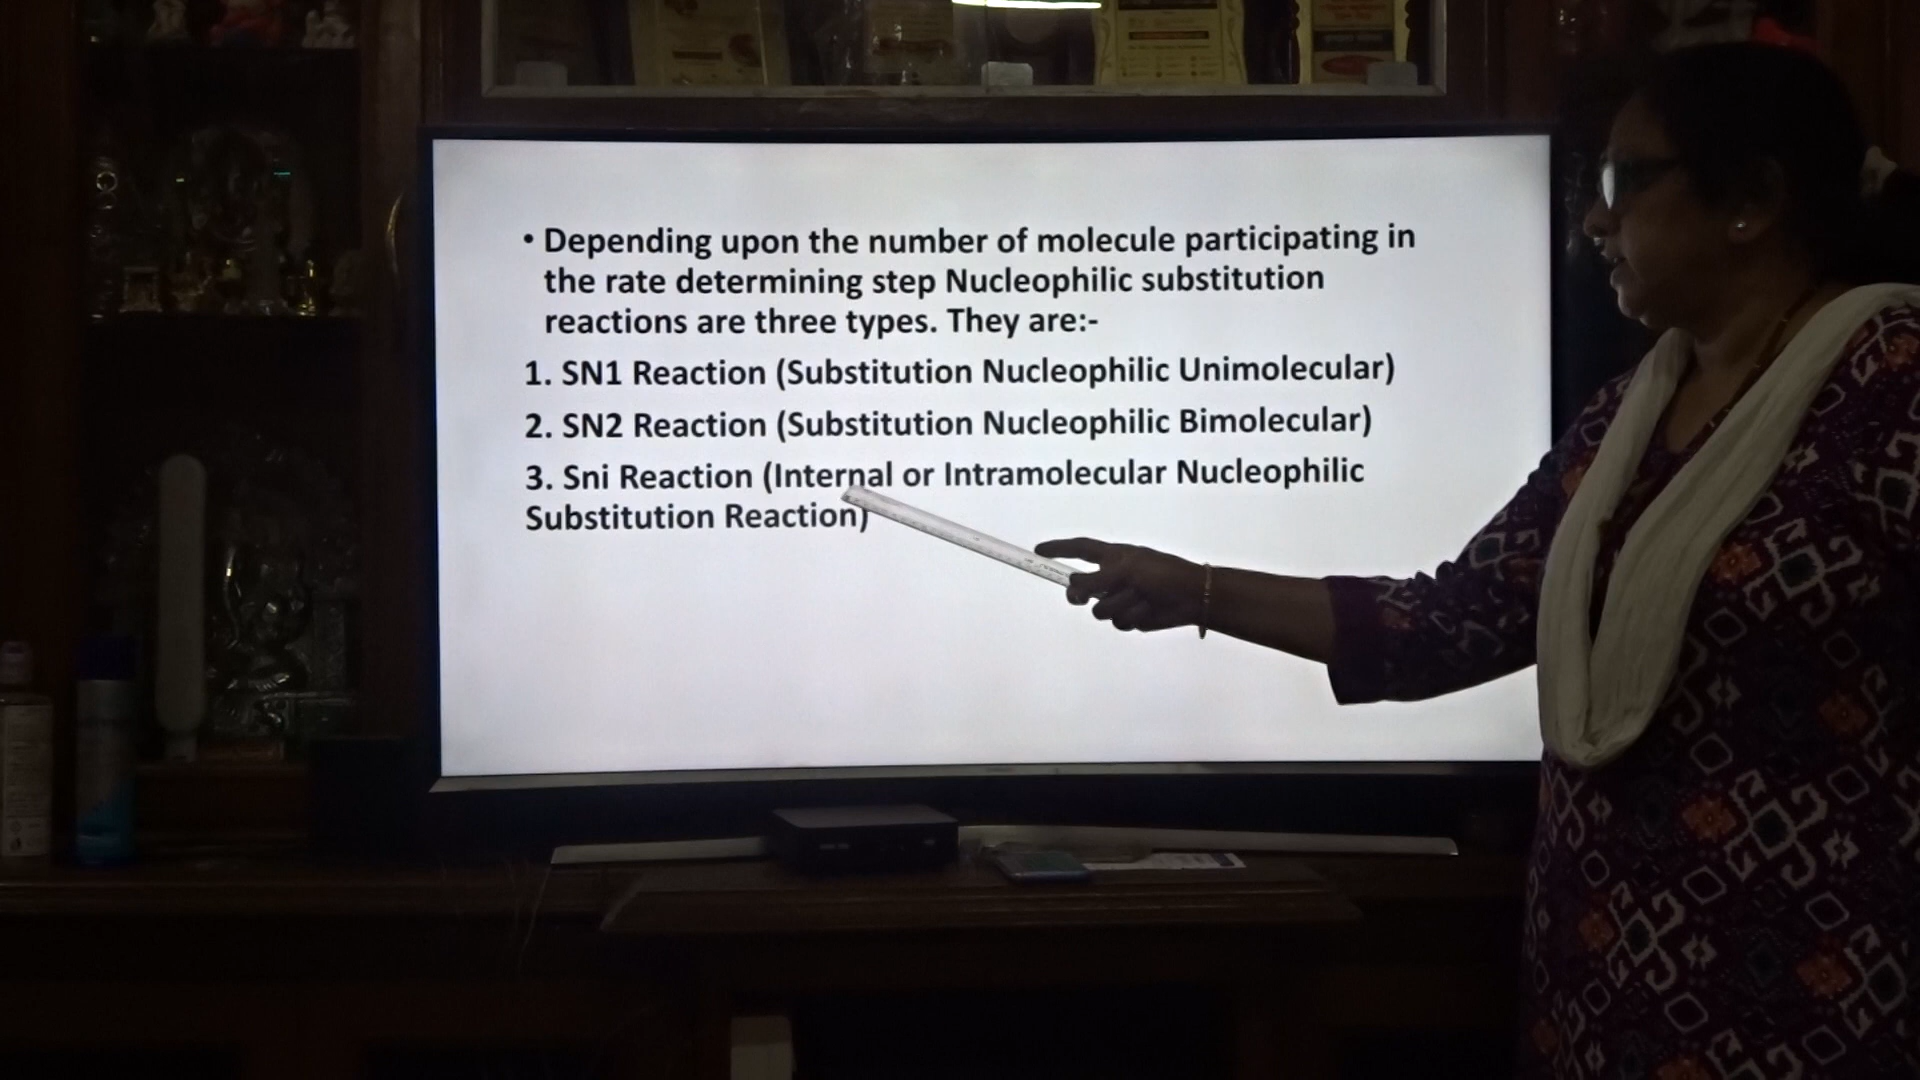 • Depending upon the number of molecule participating in
the rate determining step Nucleophilic substitution
reactions are three types. They are:-
1. SN1 Reaction (Substitution Nucleophilic Unimolecular)
2. SN2 Reaction (Substitution Nucleophilic Bimolecular)
3. Sni Reaction (Internal or Intramolecular Nucleophilic
Substitution Reaction)